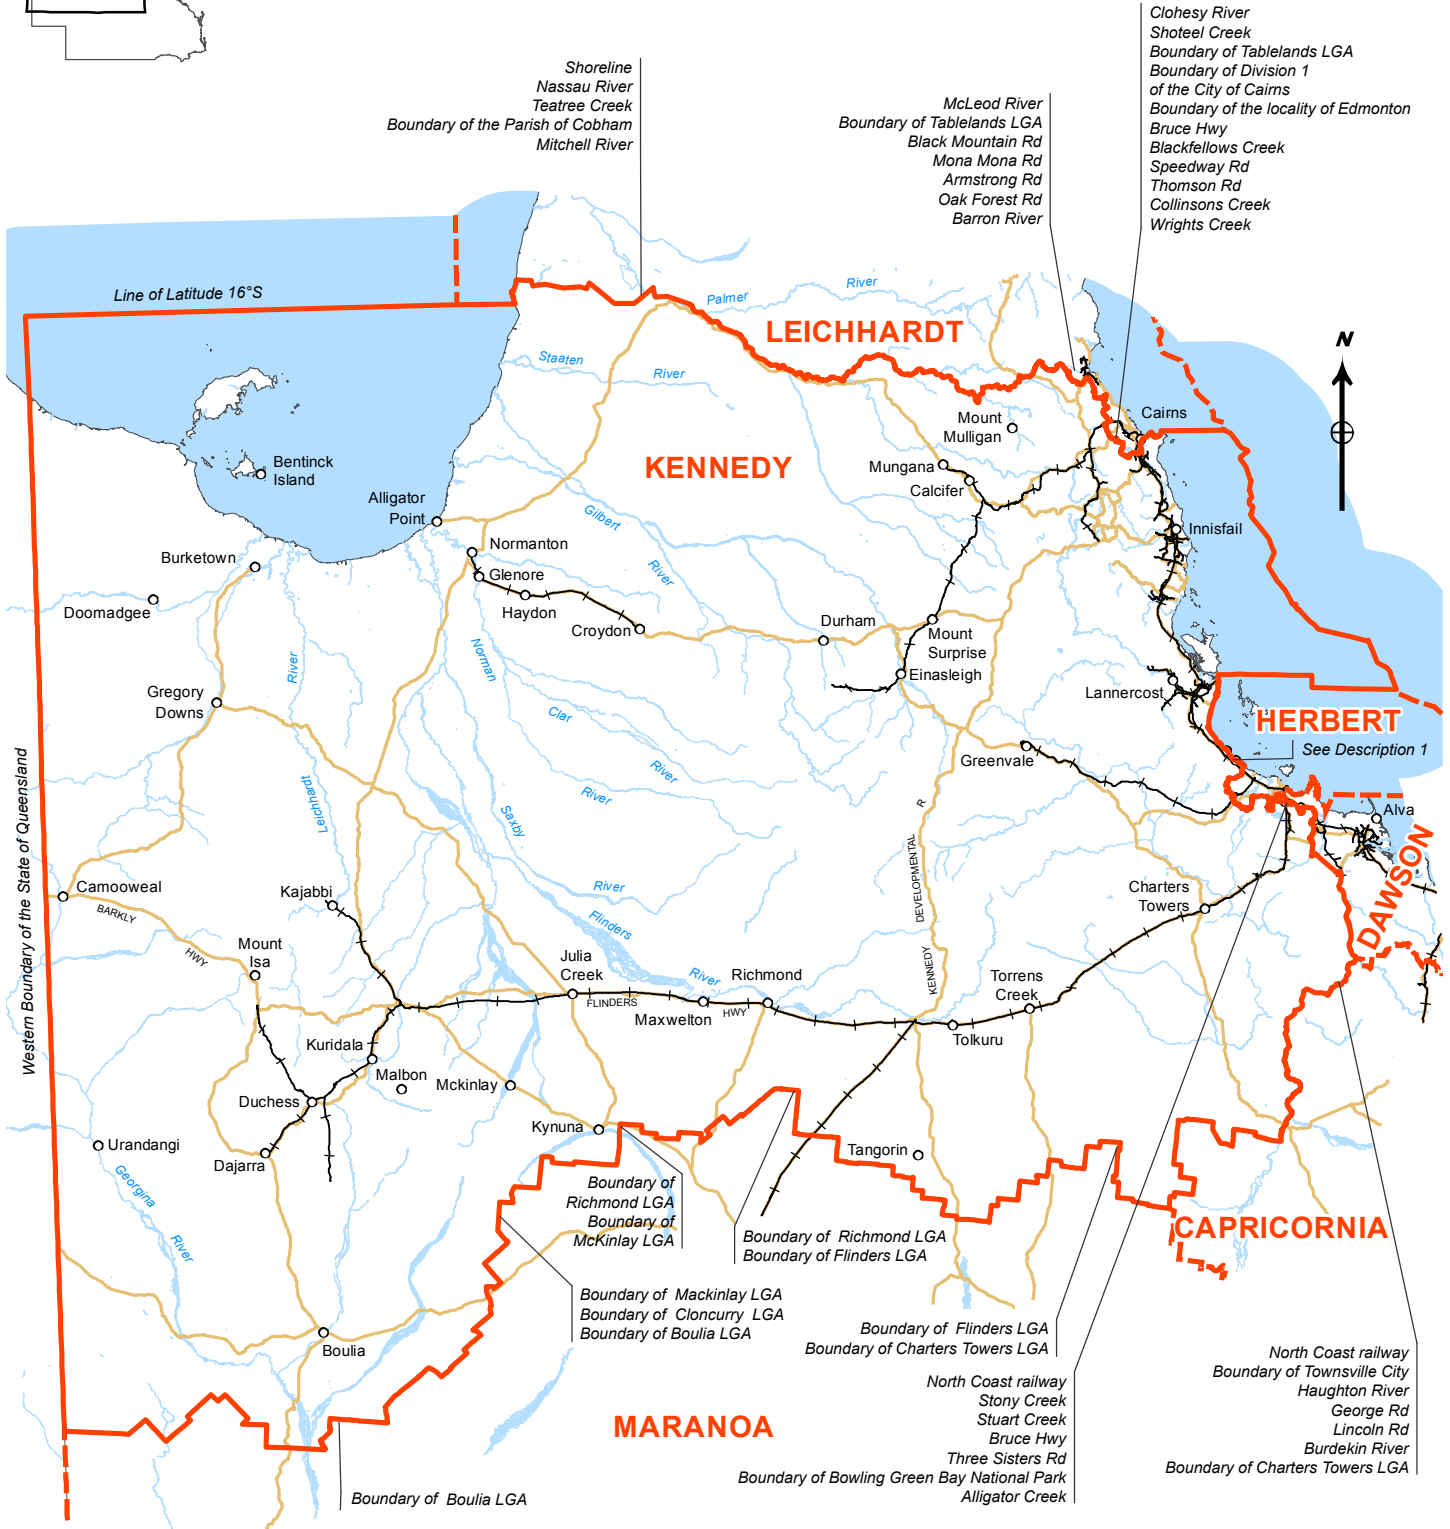 Clohesy River
Shoteel Creek
Boundary of Tablelands LGA
Boundary of Division 1
of the City of Cairns
Boundary of the locality of Edmonton
Bruce Hwy
Blackfellows Creek
Speedway Rd
Thomson Rd
Collinsons Creek
Wrights Creek
Shoreline
Nassau River
Teatree Creek
Boundary of the Parish of Cobham
Mitchell River
McLeod River
Boundary of Tablelands LGA
Black Mountain Rd
Mona Mona Rd
Armstrong Rd
Oak Forest Rd
Barron River
Line of Latitude 16°S
Palmer
River
LEICHHARDT
N
Staaten
River
Cairns
Mount
Mulligan
KENNEDY
Mungana
Calcifer
Bentinck
Island
Alligator
Point
Gilbert
River
Innisfail
Normanton
Burketown
Glenore
Doomadgee
Haydon
Croydon
Durham
Mount
Surprise
Norman
River
Einasleigh
Lannercost
Gregory
Downs
Clar
River
HERBERT
See Description 1
Greenvale
River
Leichhardt
Saxby
River
R
DEVELOPMENTAL
KENNEDY
Alva
DAWSON
Western Boundary of the State of Queensland
Camooweal
BARKLY
HWY
Kajabbi
Charters
Towers
Flinders
River
Mount
Isa
Julia
Creek
Richmond
Torrens
Creek
FLINDERS
HWY
Maxwelton
Tolkuru
Kuridala
Malbon
Mckinlay
Duchess
Kynuna
Urandangi
Dajarra
Tangorin
Georgina
River
Boundary of
Richmond LGA
Boundary of
McKinlay LGA
Boundary of Richmond LGA
Boundary of Flinders LGA
CAPRICORNIA
Boundary of Mackinlay LGA
Boundary of Cloncurry LGA
Boundary of Boulia LGA
Boulia
Boundary of Flinders LGA
Boundary of Charters Towers LGA
North Coast railway
Stony Creek
Stuart Creek
Bruce Hwy
Three Sisters Rd
Boundary of Bowling Green Bay National Park
Alligator Creek
North Coast railway
Boundary of Townsville City
Haughton River
George Rd
Lincoln Rd
Burdekin River
Boundary of Charters Towers LGA
MARANOA
Boundary of Boulia LGA